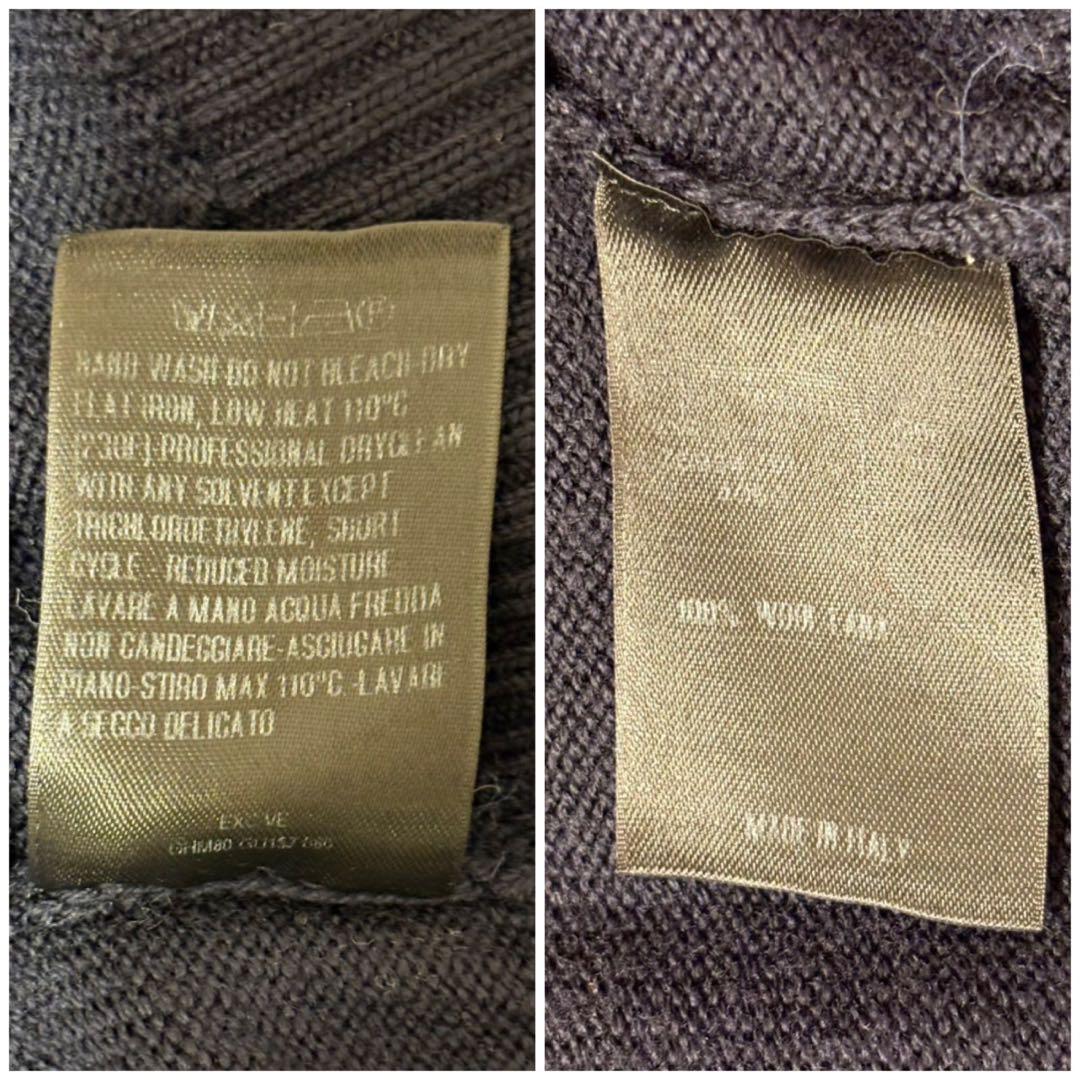 HAND WASH-DO NOT BLEACH-DRY
FLAT IRON, LOW HEAT 110°C
(230F)-PROFESSIONAL DRYCLEAN
WITH ANY SOLVENT EXCEPT
TRICHLOROETHYLENE, SHORT
CYCLE - REDUCED MOISTURE
LAVARE A MANO ACQUA FREDDA
NON CANDEGGIARE-ASCIUGARE IN
PIANO-STIRO MAX 110°C-LAVARE
A SECCO DELICATO
100% WOOL-LANA
MADE IN ITALY